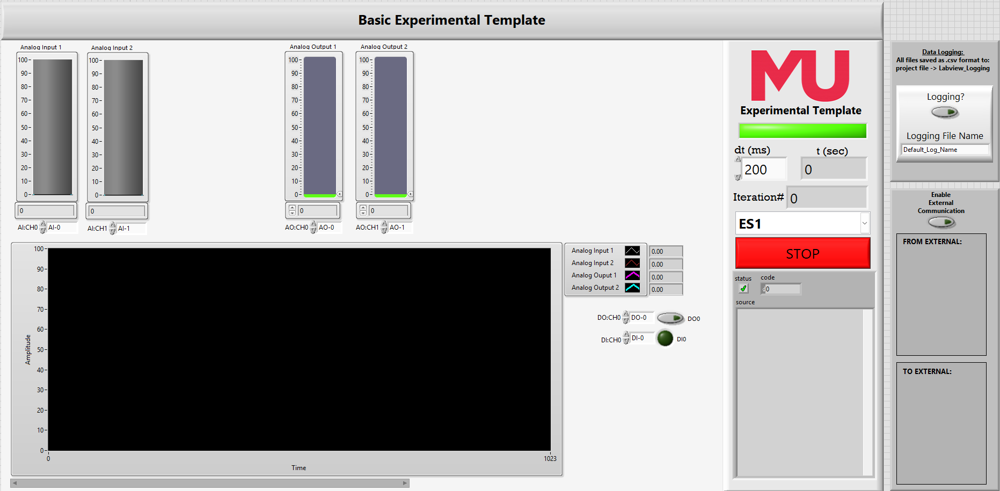 Basic Experimental Template
Analog Input 1
Analog Input 2
Analog Output 1
Analog Output 2
100
90
80
70
60
50
40
30
20
10
0
100
90
80
70
60
50
40
30
20
10
0
100
90
80
70
60
50
40
30
20
10
0
100
90
80
70
60
50
40
30
20
10
0
0
0
0
0
AI:CH0 AI-0
AI:CH1 AI-1
AO:CH0 AO-0
AO:CH1 AO-1
100
90
80
70
60
50
40
30
20
10
0
Amplitude
0
1023
Time
Analog Input 1 0.00
Analog Input 2 0.00
Analog Ouput 1 0.00
Analog Output 2 0.00
DO:CH0 DO-0 DO0
DI:CH0 DI-0 DI0
MU
Experimental Template
dt (ms)
t (sec)
200
0
Iteration# 0
ES1
STOP
status
code
d0
source
Data Logging:
All files saved as .csv format to:
project file -> Labview_Logging
Logging?
Logging File Name
Default_Log_Name
Enable
External
Communication
FROM EXTERNAL:
TO EXTERNAL: